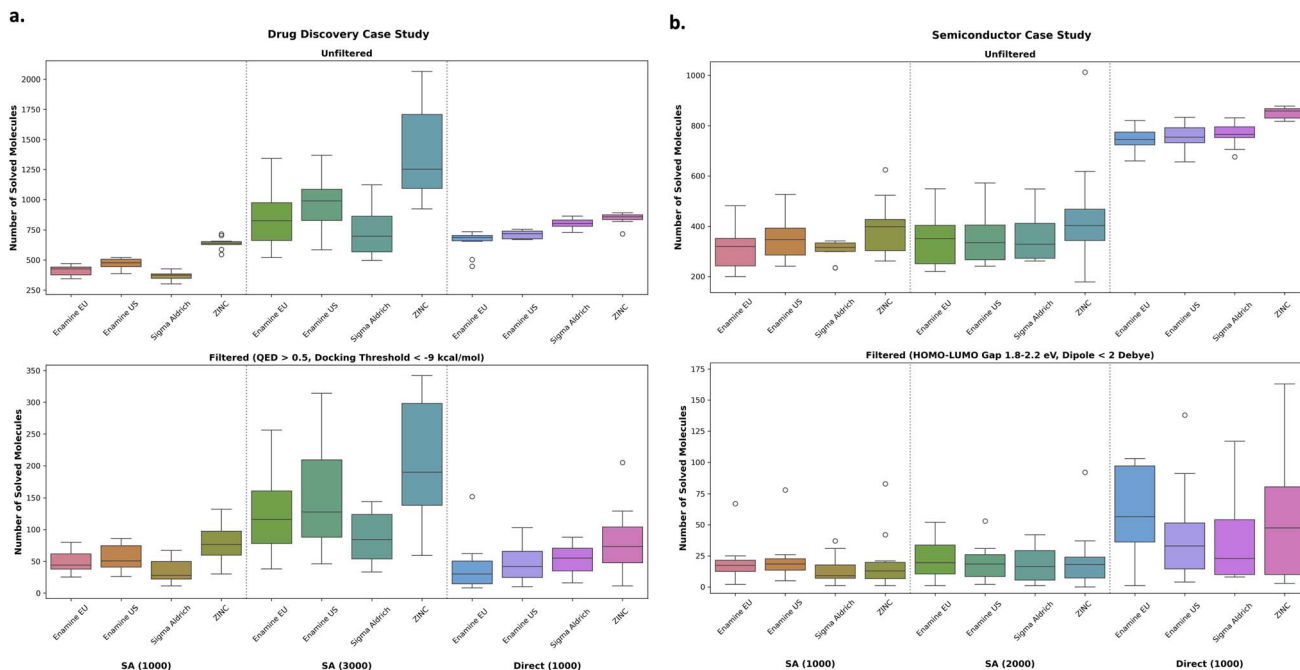 a.
Drug Discovery Case Study
Unfiltered
Number of Solved Molecules
2000
1750
1500
1250
1000
750
500
250
Enamine EU
Enamine US
Sigma Aldrich
ZINC
Enamine EU
Enamine US
Sigma Aldrich
ZINC
Enamine EU
Enamine US
Sigma Aldrich
ZINC
Filtered (QED > 0.5, Docking Threshold < -9 kcal/mol)
Number of Solved Molecules
350
300
250
200
150
100
50
0
Enamine EU
Enamine US
Sigma Aldrich
ZINC
Enamine EU
Enamine US
Sigma Aldrich
ZINC
Enamine EU
Enamine US
Sigma Aldrich
ZINC
SA (1000)
SA (3000)
Direct (1000)
b.
Semiconductor Case Study
Unfiltered
Number of Solved Molecules
1000
800
600
400
200
Enamine EU
Enamine US
Sigma Aldrich
ZINC
Enamine EU
Enamine US
Sigma Aldrich
ZINC
Enamine EU
Enamine US
Sigma Aldrich
ZINC
Filtered (HOMO-LUMO Gap 1.8-2.2 eV, Dipole < 2 Debye)
Number of Solved Molecules
175
150
125
100
75
50
25
0
Enamine EU
Enamine US
Sigma Aldrich
ZINC
Enamine EU
Enamine US
Sigma Aldrich
ZINC
Enamine EU
Enamine US
Sigma Aldrich
ZINC
SA (1000)
SA (2000)
Direct (1000)